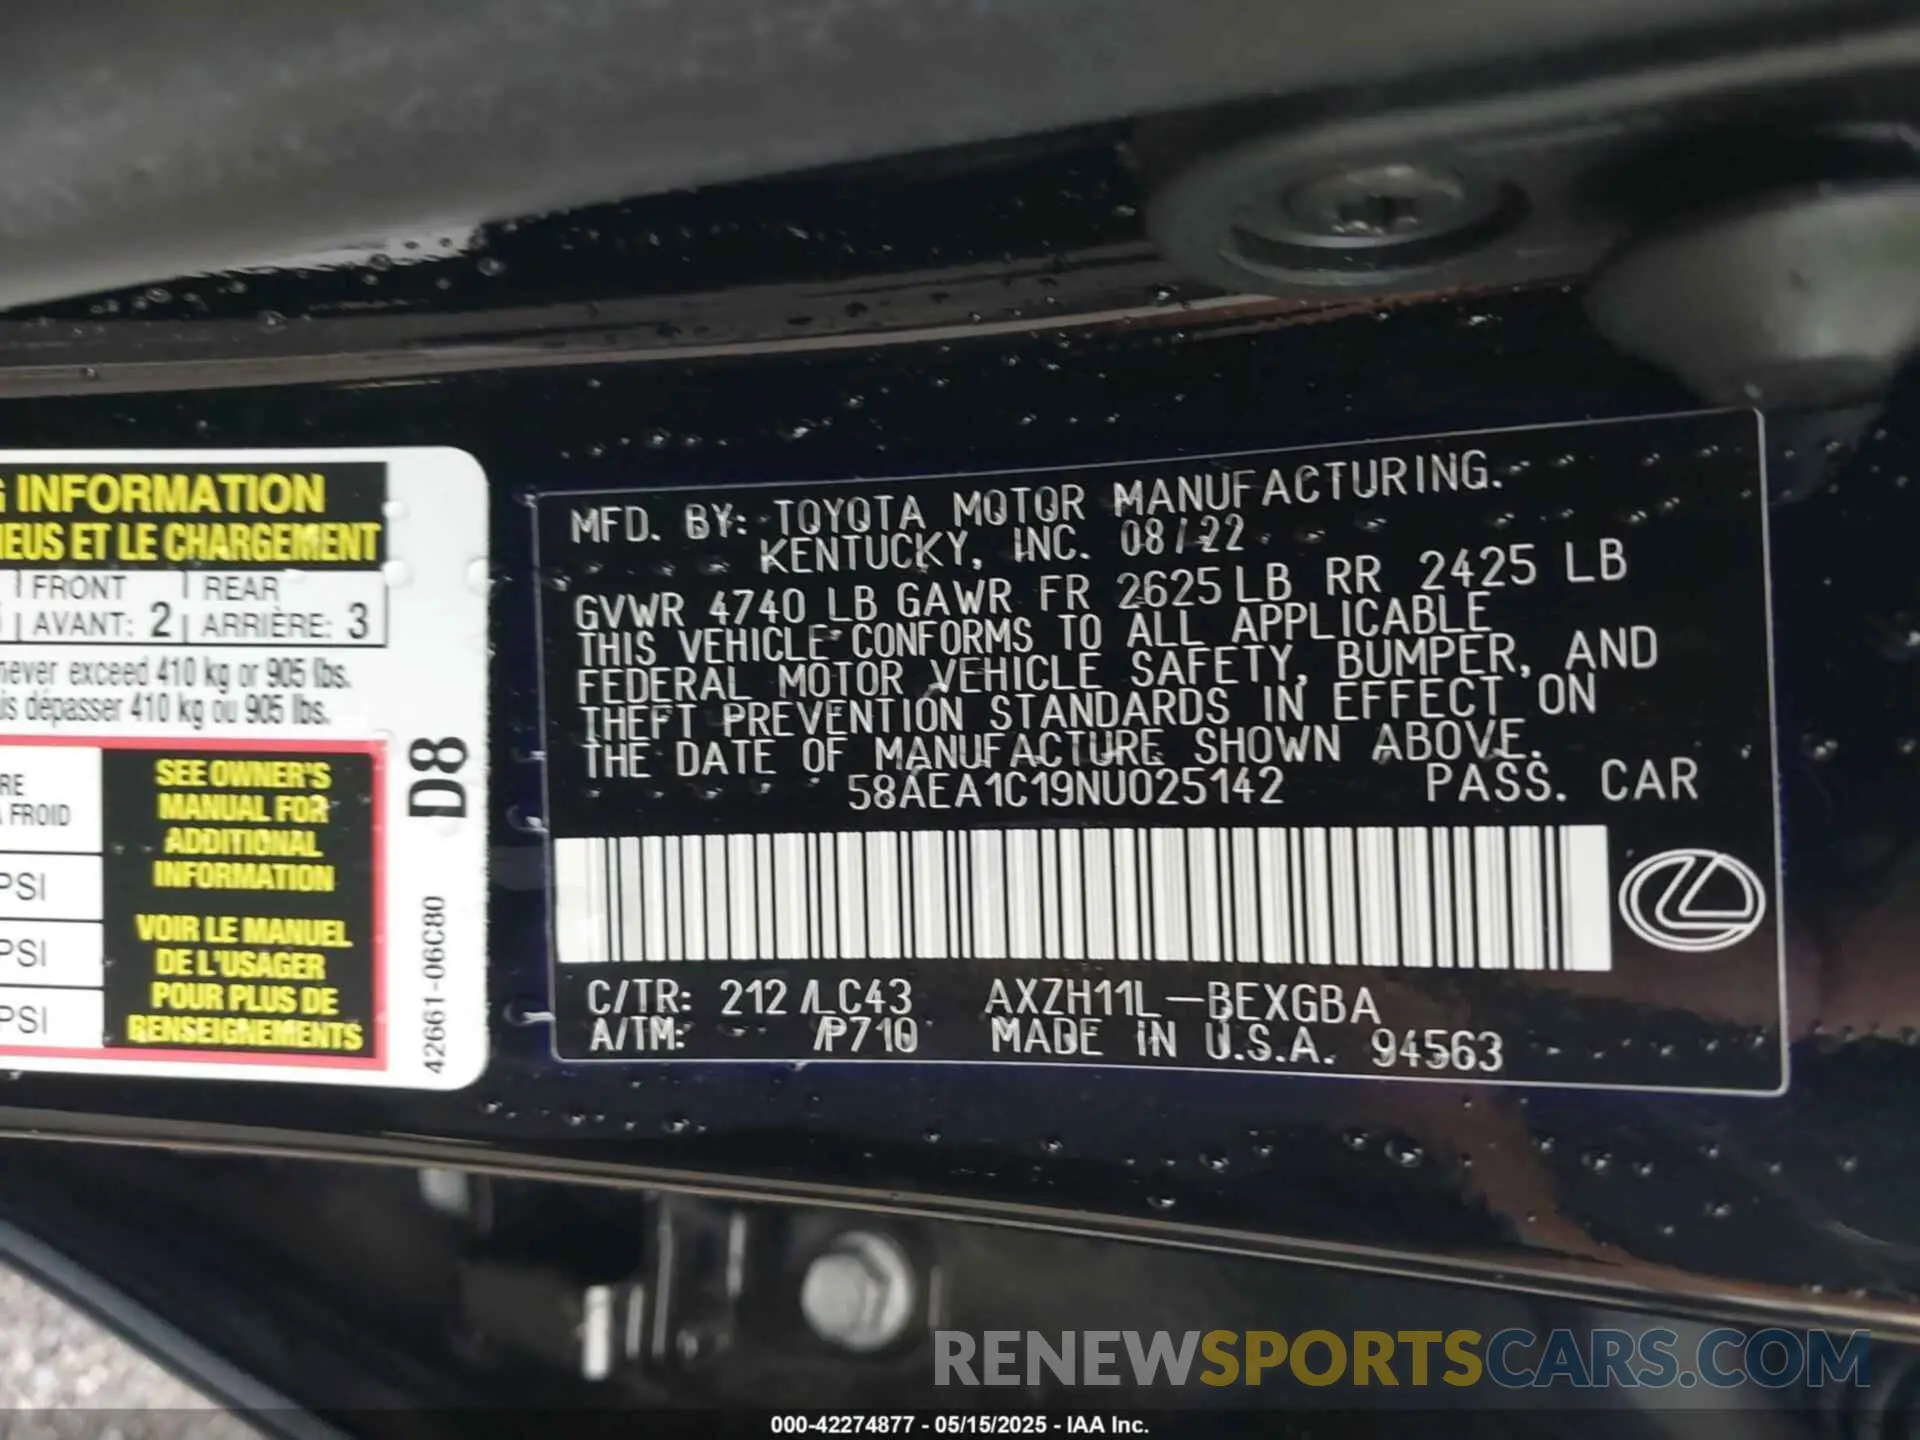 G INFORMATION
NEUS ET LE CHARGEMENT
FRONT REAR
AVANT: 2 ARRIÈRE: 3
never exceed 410 kg or 905 lbs.
is dépasser 410 kg ou 905 lbs.
RE
À FROID
PSI
PSI
PSI
SEE OWNER'S
MANUAL FOR
ADDITIONAL
INFORMATION
VOIR LE MANUEL
DE L'USAGER
POUR PLUS DE
RENSEIGNEMENTS
D8
42661-06C80
MFD. BY: TOYOTA MOTOR MANUFACTURING.
KENTUCKY, INC. 08/22
GVWR 4740 LB GAWR FR 2625 LB RR 2425 LB
THIS VEHICLE CONFORMS TO ALL APPLICABLE
FEDERAL MOTOR VEHICLE SAFETY, BUMPER, AND
THEFT PREVENTION STANDARDS IN EFFECT ON
THE DATE OF MANUFACTURE SHOWN ABOVE.
58AEA1C19NU025142 PASS. CAR
C/TR: 212 /LC43 AXZH11L-BEXGBA
A/TM: /P710 MADE IN U.S.A. 94563
RENEWSPORTSCARS.COM
000-42274877 - 05/15/2025 - IAA Inc.